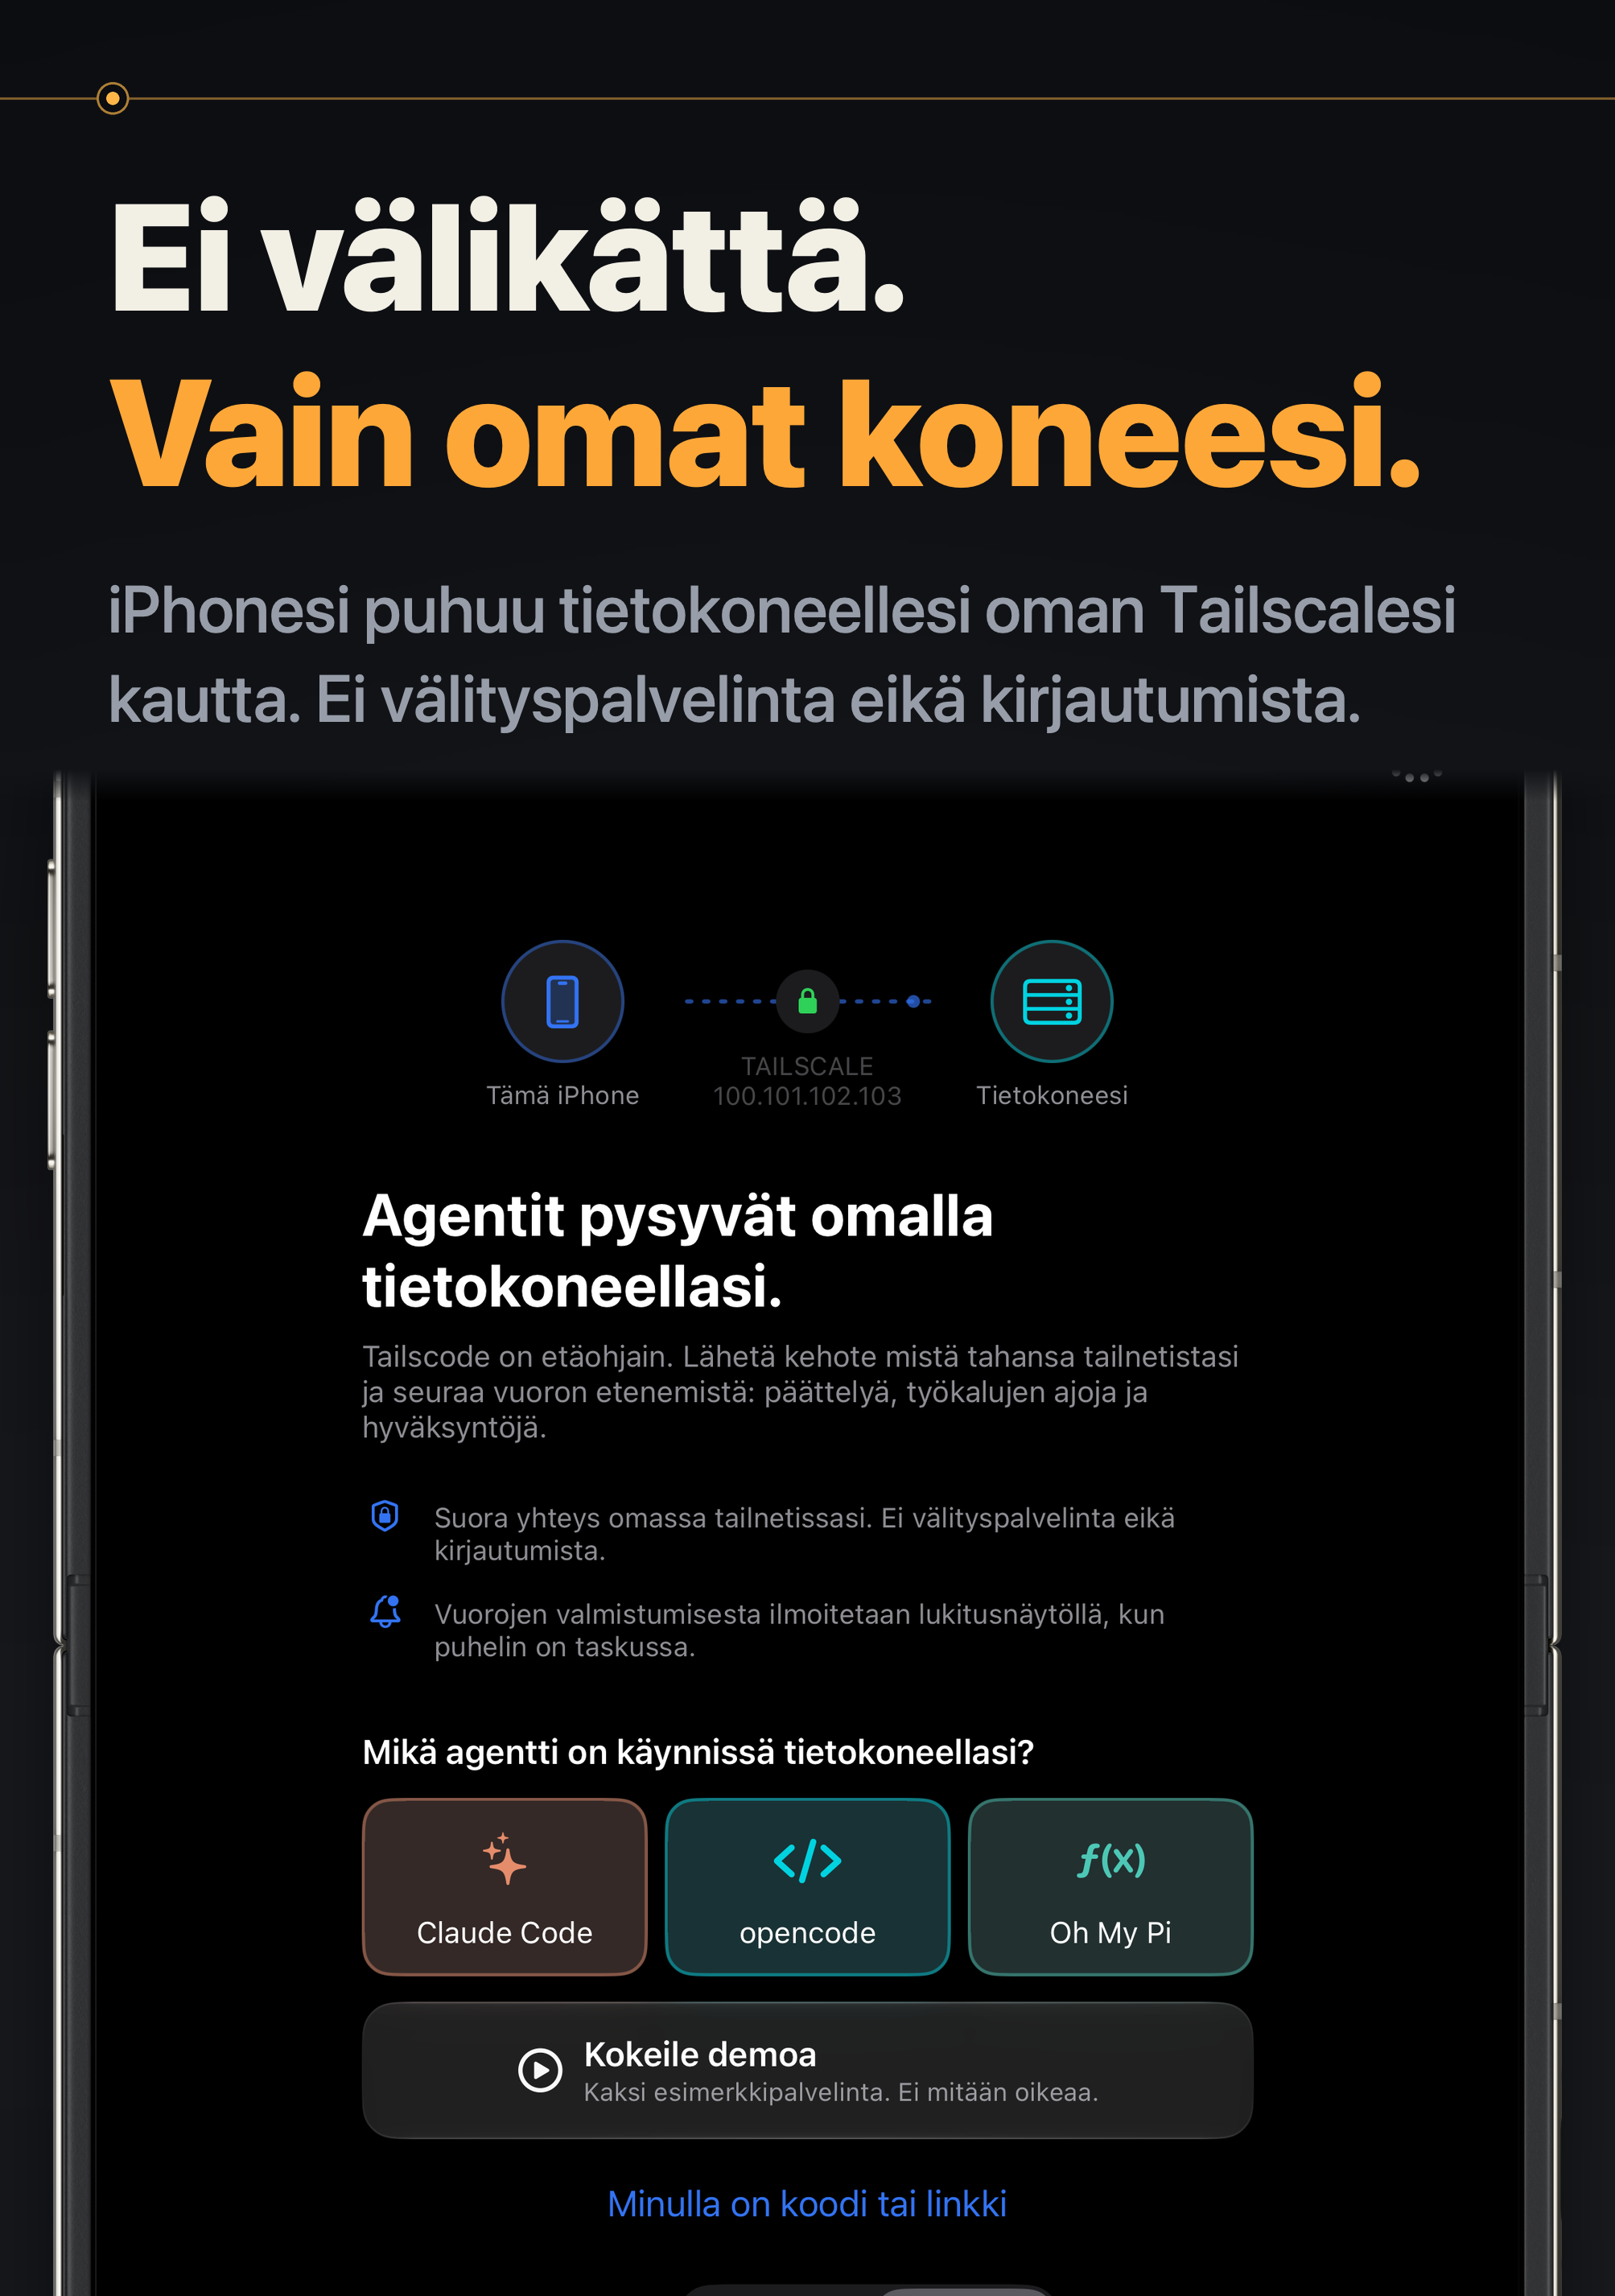 Ei välikättä.
Vain omat koneesi.
iPhonesi puhuu tietokoneellesi oman Tailscalesi
kautta. Ei välityspalvelinta eikä kirjautumista.
TAILSCALE
Tämä iPhone
100.101.102.103
Tietokoneesi
Agentit pysyvät omalla
tietokoneellasi.
Tailscode on etäohjain. Lähetä kehote mistä tahansa tailnetistasi
ja seuraa vuoron etenemistä: päättelyä, työkalujen ajoja ja
hyväksyntöjä.
Suora yhteys omassa tailnetissasi. Ei välityspalvelinta eikä
kirjautumista.
Vuorojen valmistumisesta ilmoitetaan lukitusnäytöllä, kun
puhelin on taskussa.
Mikä agentti on käynnissä tietokoneellasi?
Claude Code
</>
opencode
ƒ(x)
Oh My Pi
Kokeile demoa
Kaksi esimerkkipalvelinta. Ei mitään oikeaa.
Minulla on koodi tai linkki